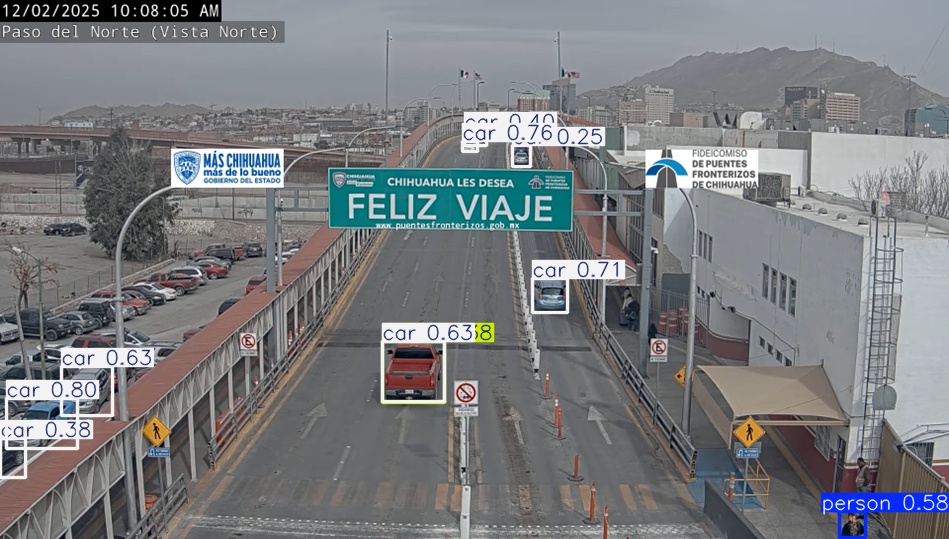 12/02/2025 10:08:05 AM
Paso del Norte (Vista Norte)
car 0.40
car 0.76
0.25
MÁS CHIHUAHUA
más de lo bueno
GOBIERNO DEL ESTADO
FIDEICOMISO
DE PUENTES
FRONTERIZOS
DE CHIHUAHUA
CHIHUAHUA LES DESEA
FELIZ VIAJE
www.puentesfronterizos.gob.mx
car 0.71
car 0.63
car 0.63
car 0.80
car 0.38
person 0.58